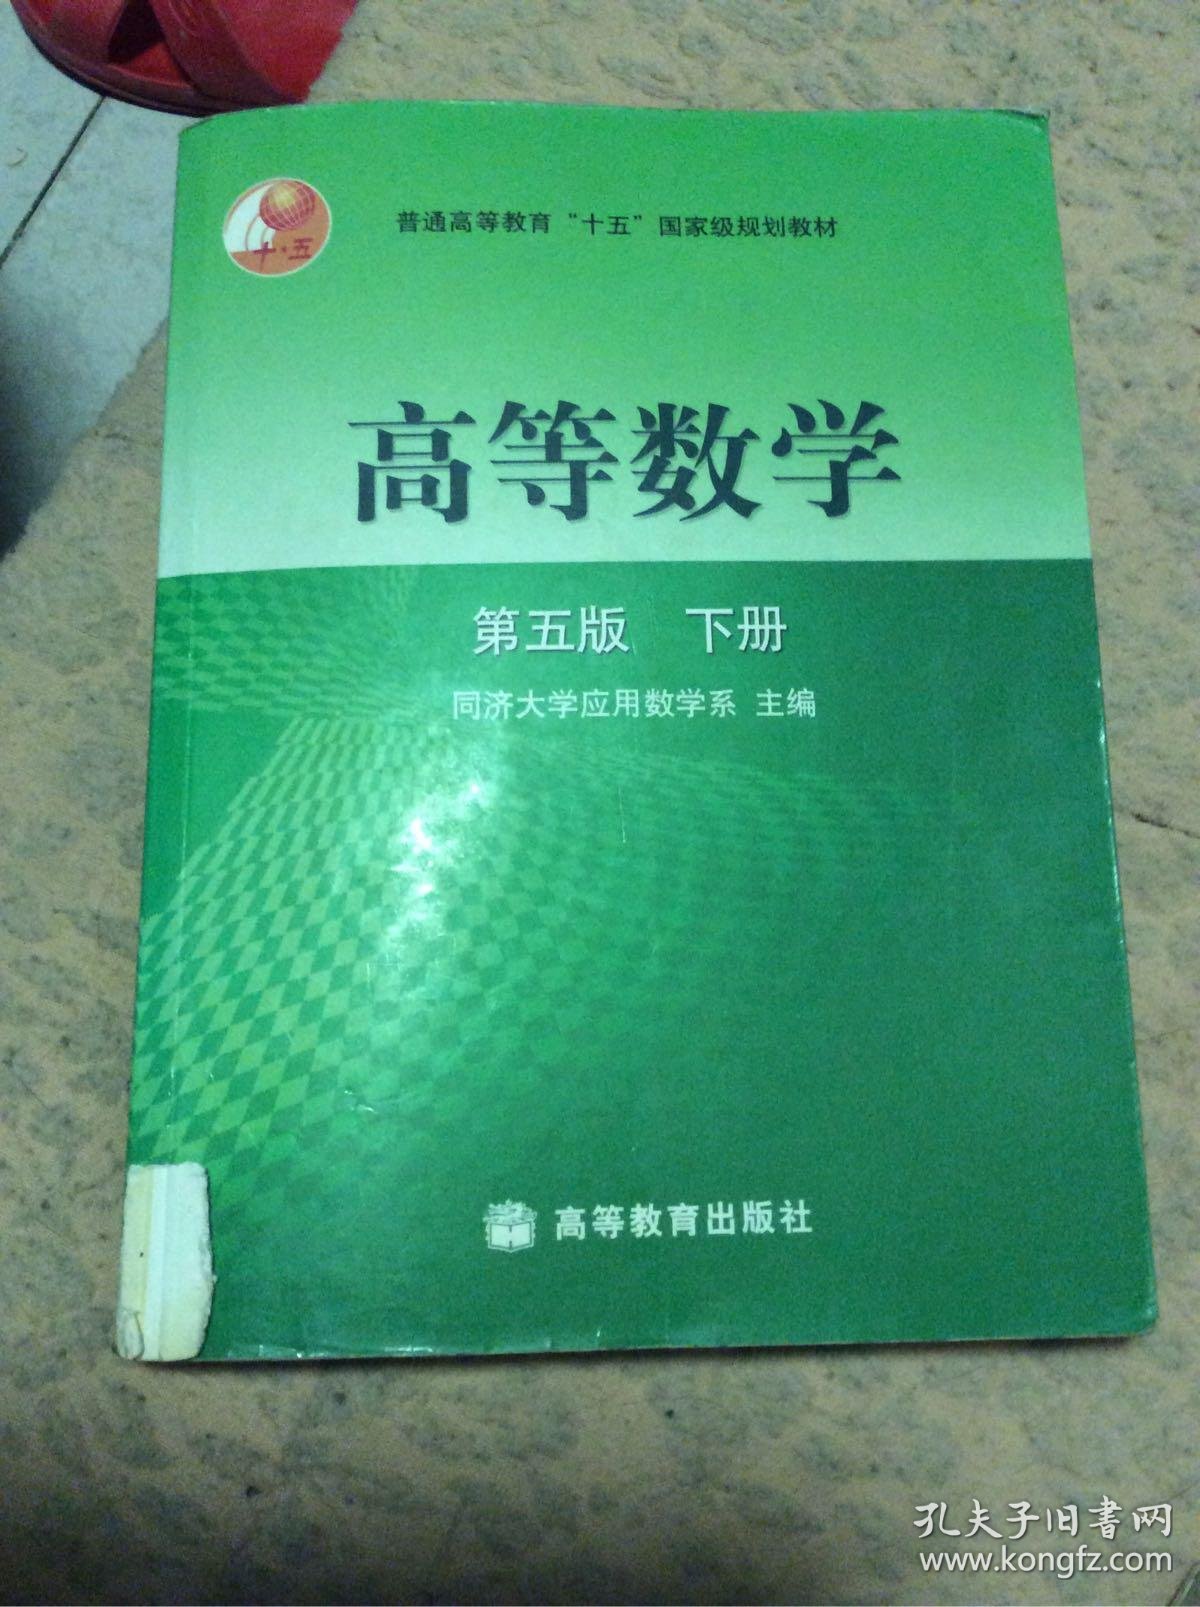 十·五
普通高等教育“十五”国家级规划教材
高等数学
第五版 下册
同济大学应用数学系 主编
高等教育出版社
孔夫子旧书网
www.kongfz.com